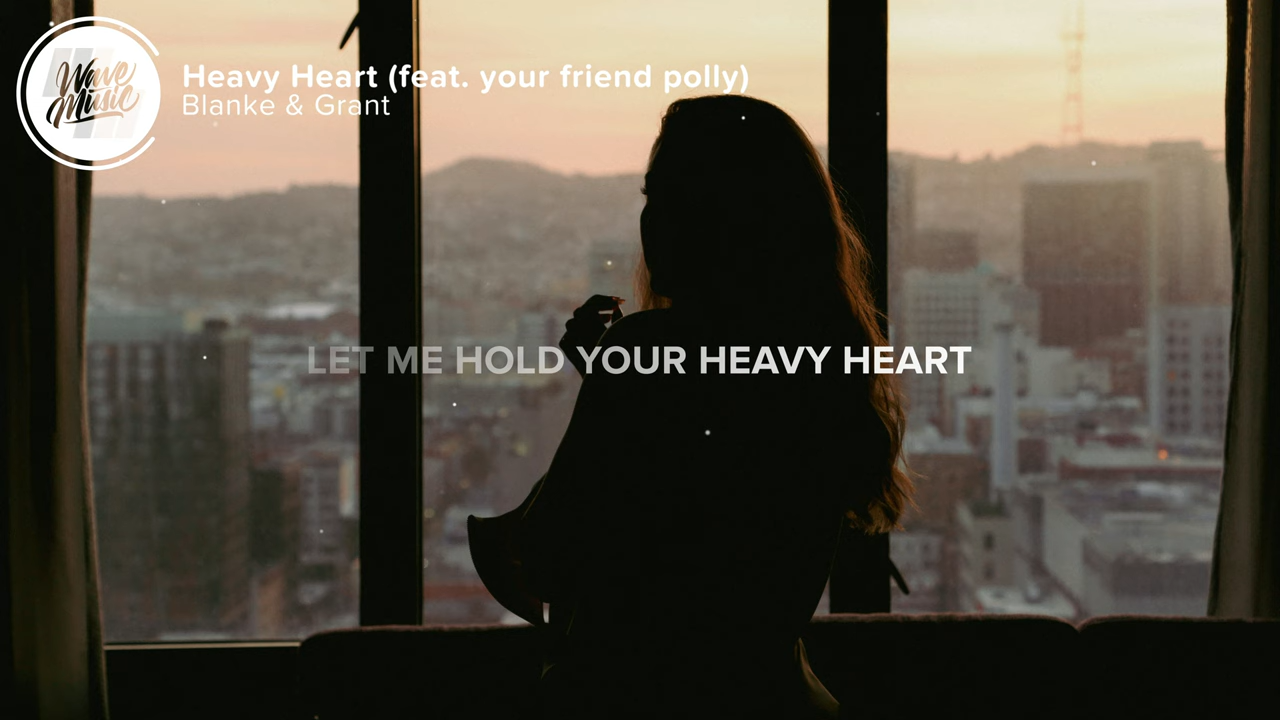 Wave
Music
Heavy Heart (feat. your friend polly)
Blanke & Grant
LET ME HOLD YOUR HEAVY HEART